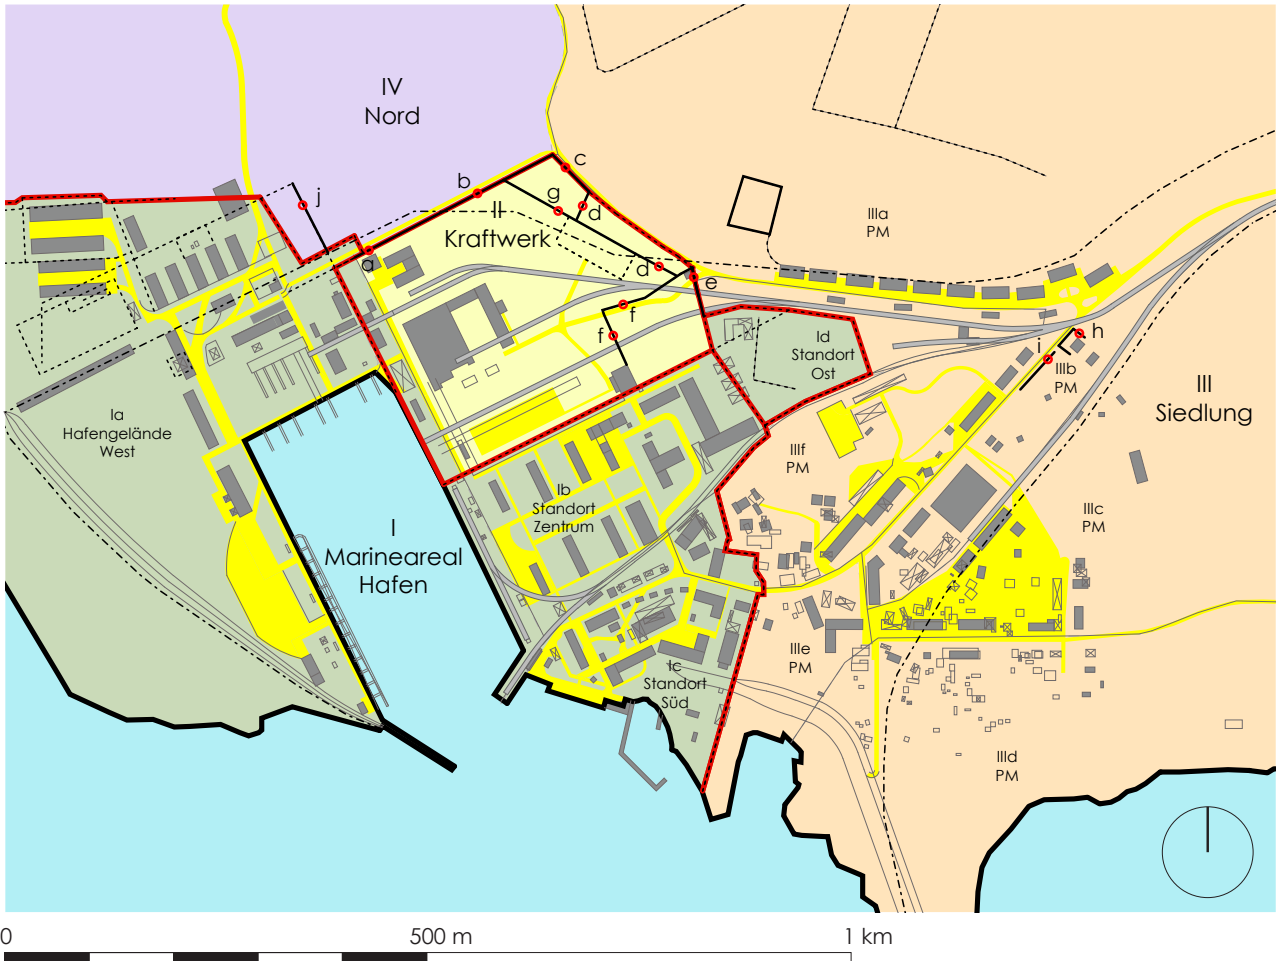 IV
Nord
c
b
g
j
II
d
IIIa
PM
Kraftwerk
a
d
e
f
f
h
Id
Standort
Ost
i
IIIb
PM
III
Siedlung
Ia
Hafengelände
West
IIIf
PM
Ib
Standort
Zentrum
IIIc
PM
I
Marineareal
Hafen
IIIe
PM
Ic
Standort
Süd
IIId
PM
0
500 m
1 km